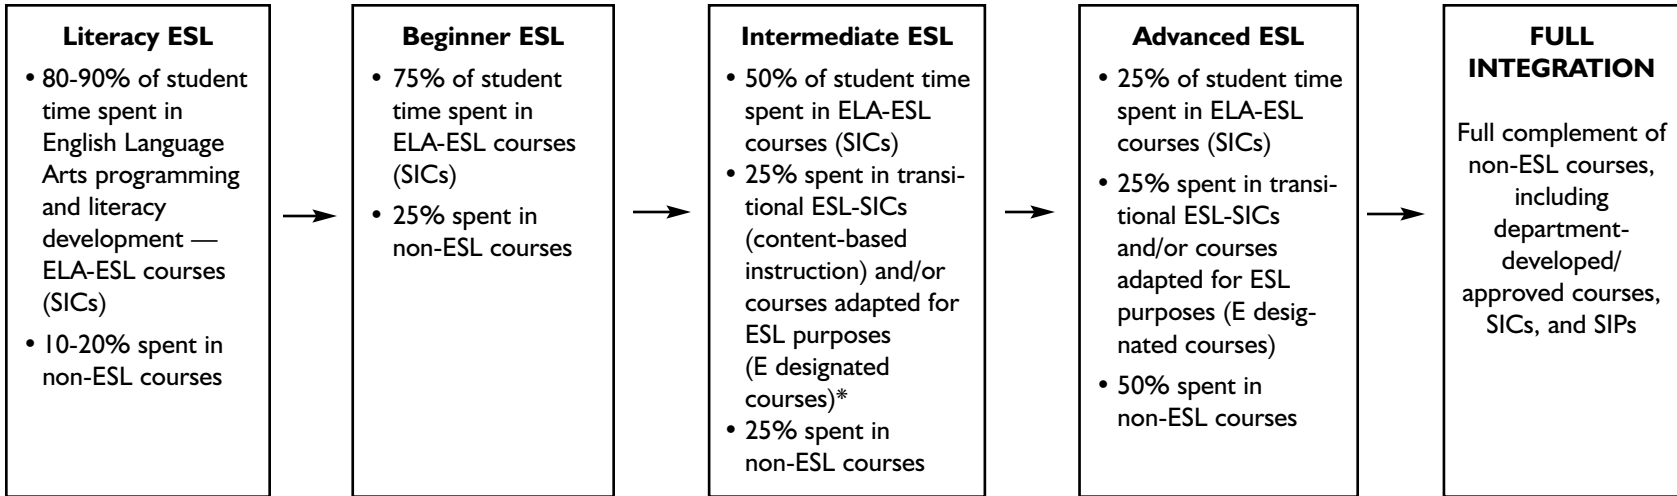 Literacy ESL
• 80-90% of student
time spent in
English Language
Arts programming
and literacy
development —
ELA-ESL courses
(SICs)
• 10-20% spent in
non-ESL courses
Beginner ESL
• 75% of student
time spent in
ELA-ESL courses
(SICs)
• 25% spent in
non-ESL courses
Intermediate ESL
• 50% of student time
spent in ELA-ESL
courses (SICs)
• 25% spent in transi-
tional ESL-SICs
(content-based
instruction) and/or
courses adapted for
ESL purposes
(E designated
courses)*
• 25% spent in
non-ESL courses
Advanced ESL
• 25% of student time
spent in ELA-ESL
courses (SICs)
• 25% spent in transi-
tional ESL-SICs
and/or courses
adapted for ESL
purposes (E desig-
nated courses)
• 50% spent in
non-ESL courses
FULL
INTEGRATION
Full complement of
non-ESL courses,
including
department-
developed/
approved courses,
SICs, and SIPs